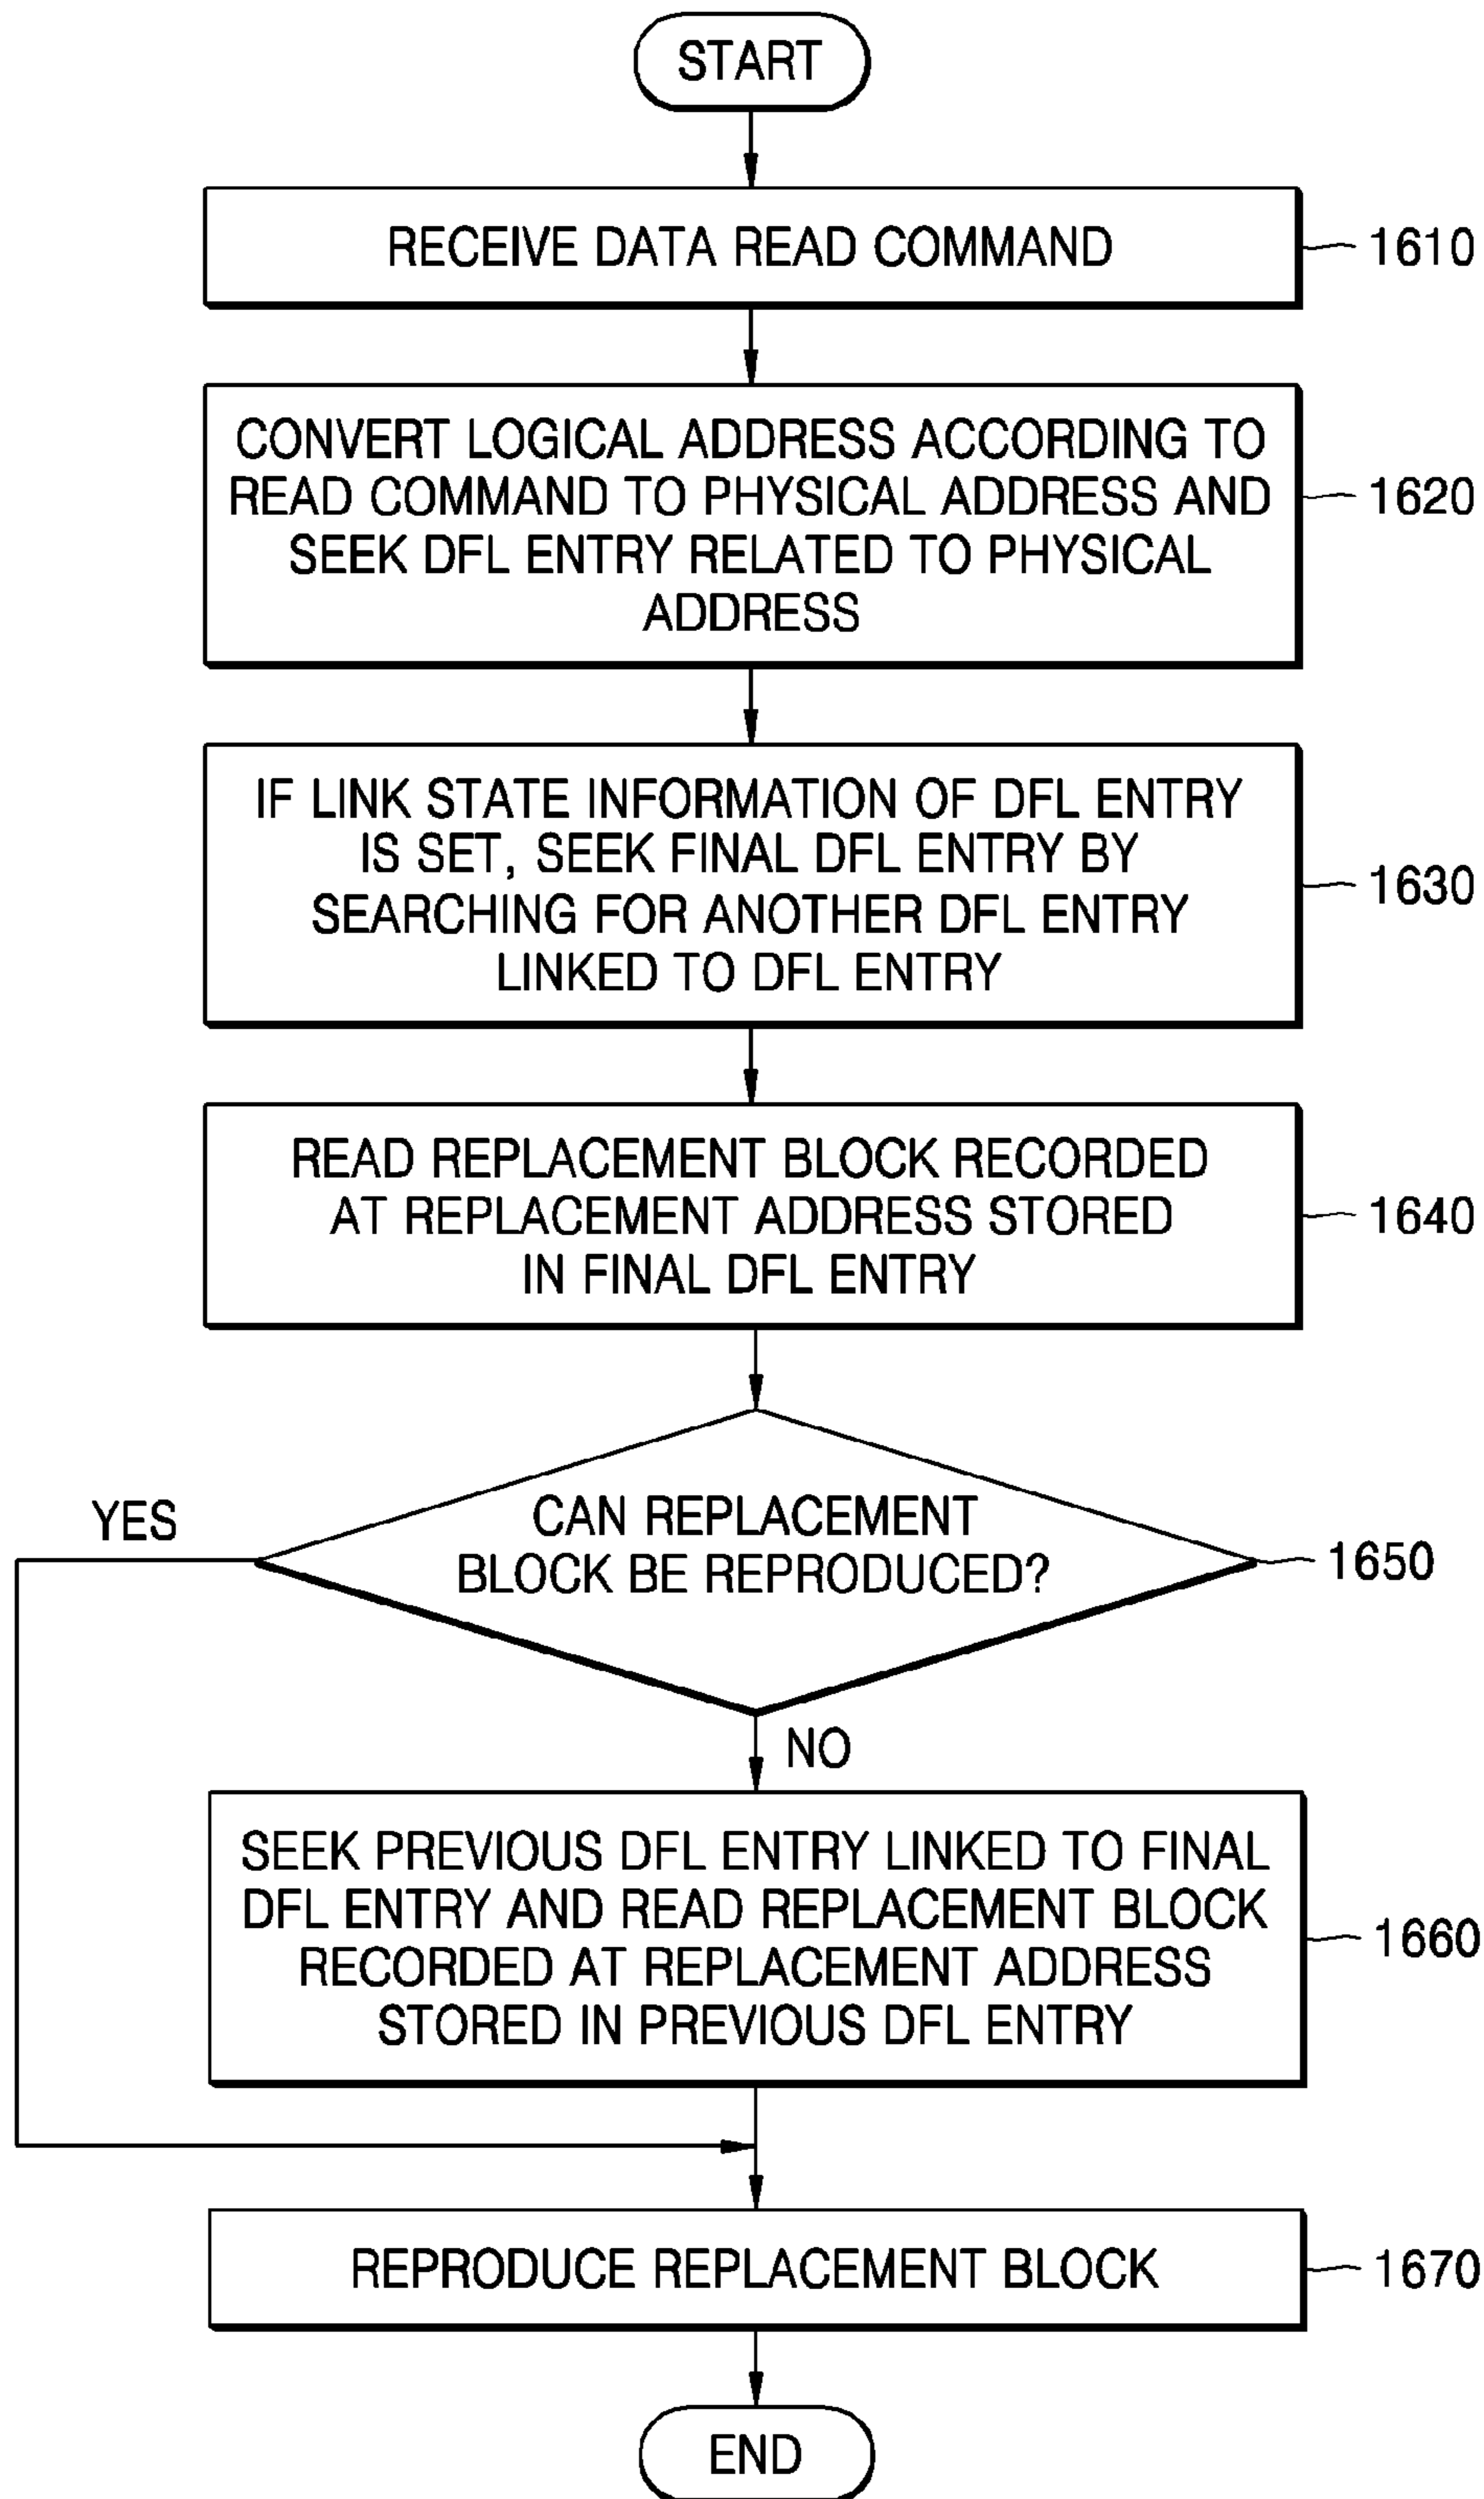 START
RECEIVE DATA READ COMMAND
1610
CONVERT LOGICAL ADDRESS ACCORDING TO
READ COMMAND TO PHYSICAL ADDRESS AND
SEEK DFL ENTRY RELATED TO PHYSICAL
ADDRESS
1620
IF LINK STATE INFORMATION OF DFL ENTRY
IS SET, SEEK FINAL DFL ENTRY BY
SEARCHING FOR ANOTHER DFL ENTRY
LINKED TO DFL ENTRY
1630
READ REPLACEMENT BLOCK RECORDED
AT REPLACEMENT ADDRESS STORED
IN FINAL DFL ENTRY
1640
CAN REPLACEMENT
BLOCK BE REPRODUCED?
1650
YES
NO
SEEK PREVIOUS DFL ENTRY LINKED TO FINAL
DFL ENTRY AND READ REPLACEMENT BLOCK
RECORDED AT REPLACEMENT ADDRESS
STORED IN PREVIOUS DFL ENTRY
1660
REPRODUCE REPLACEMENT BLOCK
1670
END